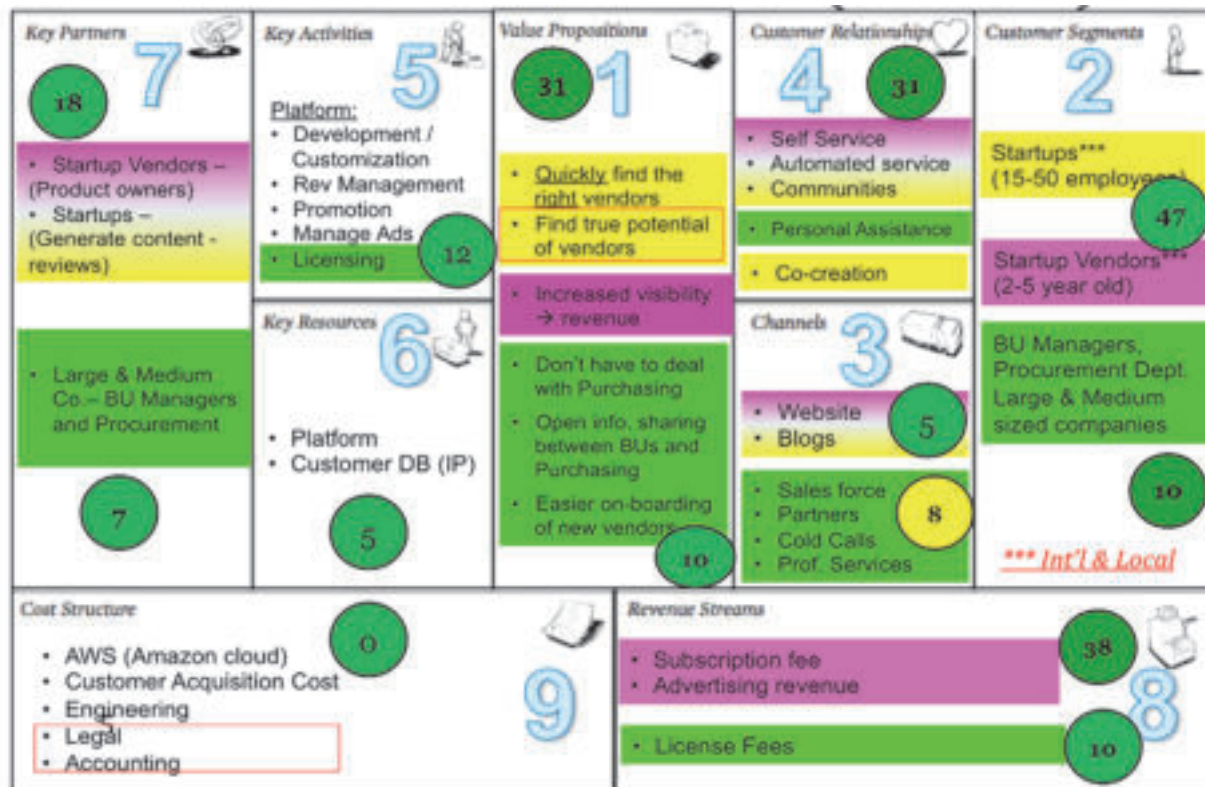 Key Partners
7
18
• Startup Vendors –
(Product owners)
• Startups –
(Generate content -
reviews)
• Large & Medium
Co.– BU Managers
and Procurement
7
Key Activities
5
Platform:
• Development /
Customization
• Rev Management
• Promotion
• Manage Ads
• Licensing
12
Key Resources
6
• Platform
• Customer DB (IP)
5
Value Propositions
31
1
• Quickly find the
right vendors
• Find true potential
of vendors
• Increased visibility
→ revenue
• Don't have to deal
with Purchasing
• Open info, sharing
between BUs and
Purchasing
• Easier on-boarding
of new vendors
10
Customer Relationships
4
31
• Self Service
• Automated service
• Communities
• Personal Assistance
• Co-creation
Channels
3
• Website
• Blogs
5
• Sales force
• Partners
• Cold Calls
• Prof. Services
8
Customer Segments
2
Startups***
(15-50 employees)
47
Startup Vendors***
(2-5 year old)
BU Managers,
Procurement Dept.
Large & Medium
sized companies
10
*** Int'l & Local
Cost Structure
0
• AWS (Amazon cloud)
• Customer Acquisition Cost
• Engineering
• Legal
• Accounting
9
Revenue Streams
• Subscription fee
• Advertising revenue
38
8
• License Fees
10